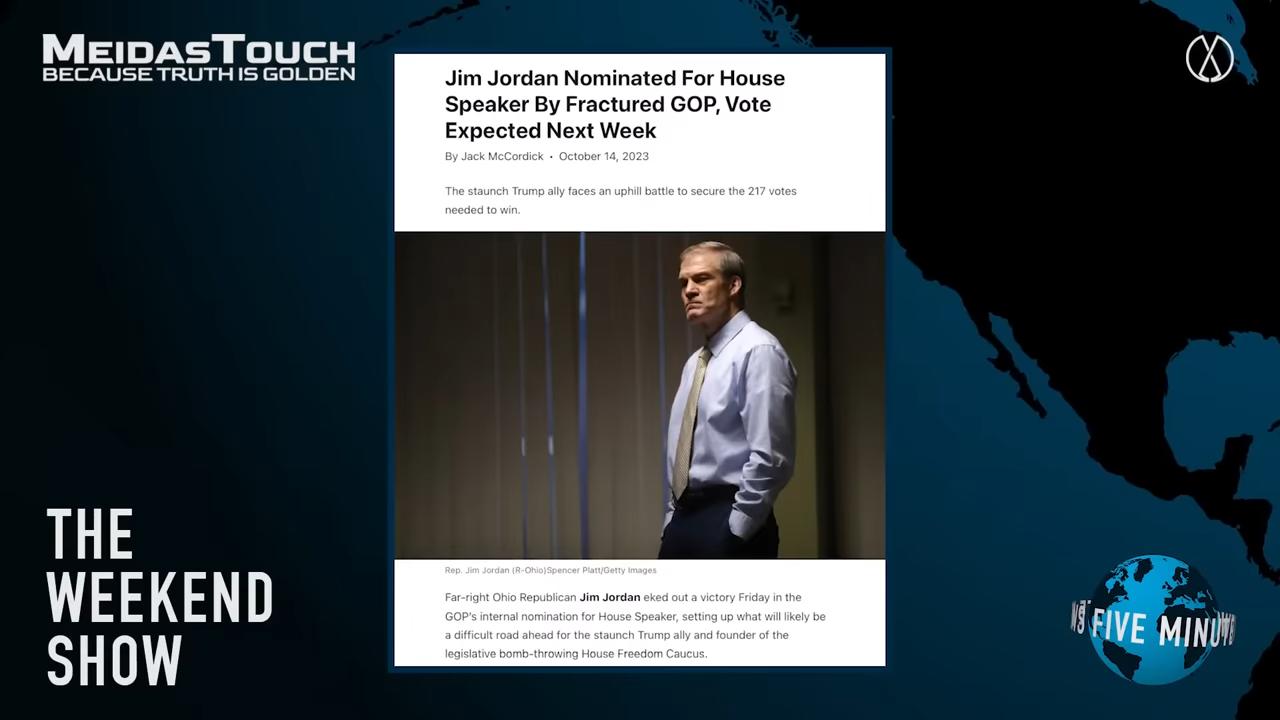 MEIDASTOUCH
BECAUSE TRUTH IS GOLDEN
Jim Jordan Nominated For House
Speaker By Fractured GOP, Vote
Expected Next Week
By Jack McCordick • October 14, 2023
The staunch Trump ally faces an uphill battle to secure the 217 votes
needed to win.
Rep. Jim Jordan (R-Ohio)Spencer Platt/Getty Images
Far-right Ohio Republican Jim Jordan eked out a victory Friday in the
GOP's internal nomination for House Speaker, setting up what will likely be
a difficult road ahead for the staunch Trump ally and founder of the
legislative bomb-throwing House Freedom Caucus.
THE
WEEKEND
SHOW
FIVE MINUTE